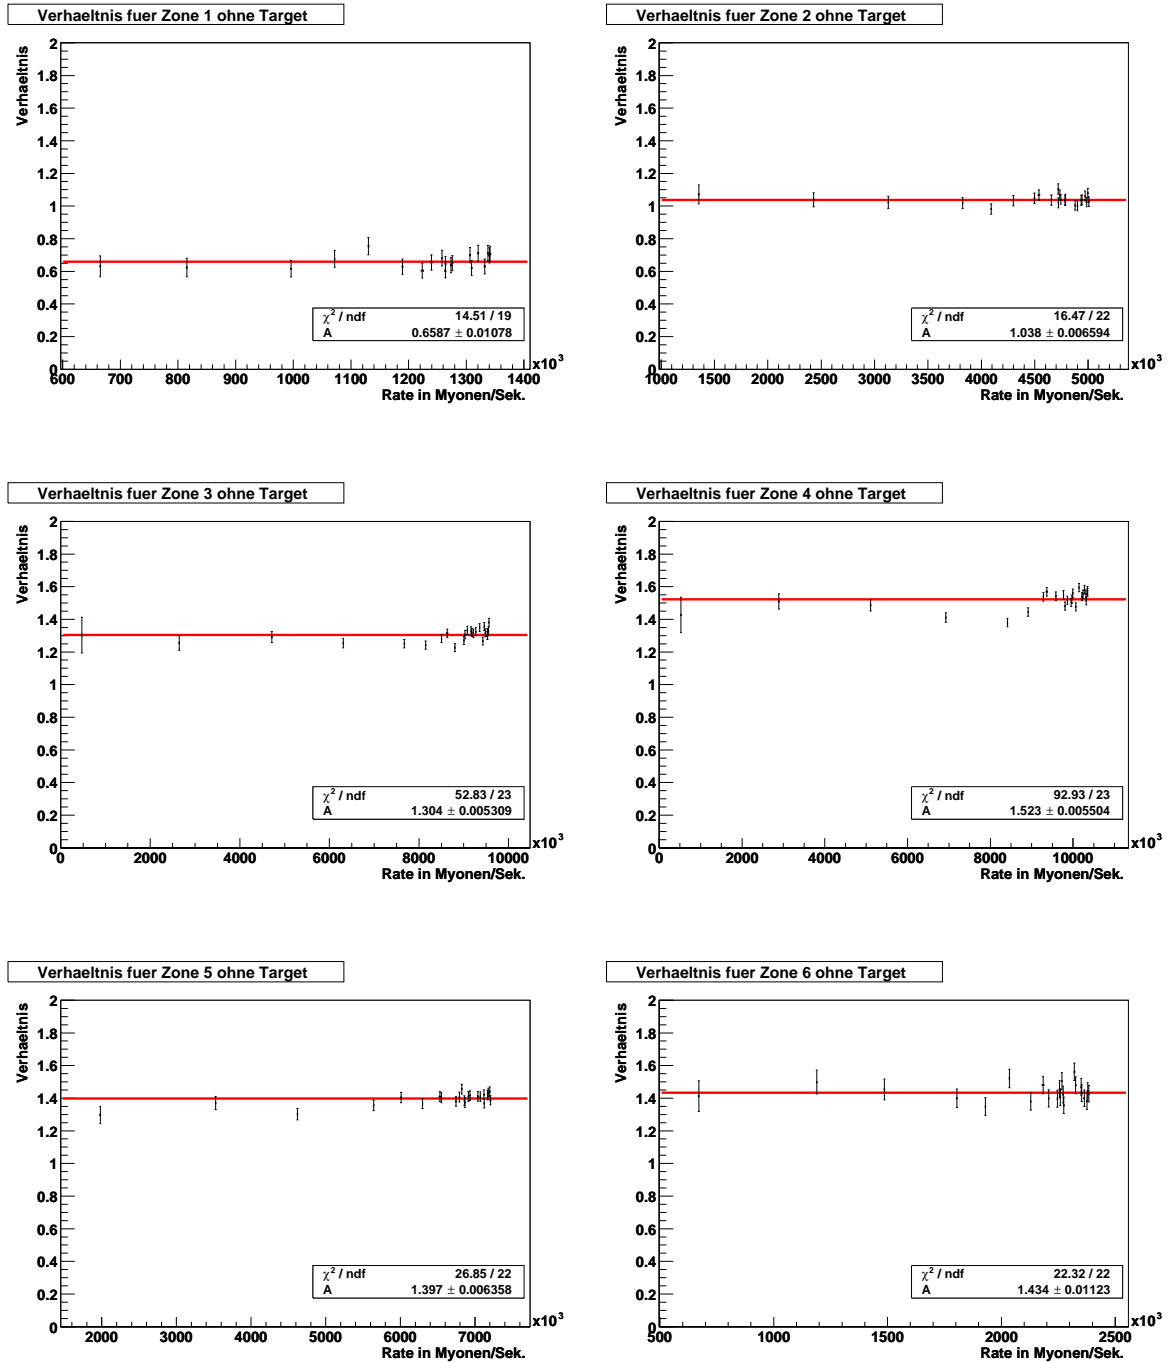 Verhaeltnis fuer Zone 1 ohne Target
Verhaeltnis
2
1.8
1.6
1.4
1.2
1
0.8
0.6
0.4
0.2
0
χ² / ndf 14.51 / 19
A 0.6587 ± 0.01078
600 700 800 900 1000 1100 1200 1300 1400
x10³
Rate in Myonen/Sek.
Verhaeltnis fuer Zone 2 ohne Target
Verhaeltnis
2
1.8
1.6
1.4
1.2
1
0.8
0.6
0.4
0.2
0
χ² / ndf 16.47 / 22
A 1.038 ± 0.006594
1000 1500 2000 2500 3000 3500 4000 4500 5000
x10³
Rate in Myonen/Sek.
Verhaeltnis fuer Zone 3 ohne Target
Verhaeltnis
2
1.8
1.6
1.4
1.2
1
0.8
0.6
0.4
0.2
0
χ² / ndf 52.83 / 23
A 1.304 ± 0.005309
0 2000 4000 6000 8000 10000
x10³
Rate in Myonen/Sek.
Verhaeltnis fuer Zone 4 ohne Target
Verhaeltnis
2
1.8
1.6
1.4
1.2
1
0.8
0.6
0.4
0.2
0
χ² / ndf 92.93 / 23
A 1.523 ± 0.005504
0 2000 4000 6000 8000 10000
x10³
Rate in Myonen/Sek.
Verhaeltnis fuer Zone 5 ohne Target
Verhaeltnis
2
1.8
1.6
1.4
1.2
1
0.8
0.6
0.4
0.2
0
χ² / ndf 26.85 / 22
A 1.397 ± 0.006358
2000 3000 4000 5000 6000 7000
x10³
Rate in Myonen/Sek.
Verhaeltnis fuer Zone 6 ohne Target
Verhaeltnis
2
1.8
1.6
1.4
1.2
1
0.8
0.6
0.4
0.2
0
χ² / ndf 22.32 / 22
A 1.434 ± 0.01123
500 1000 1500 2000 2500
x10³
Rate in Myonen/Sek.